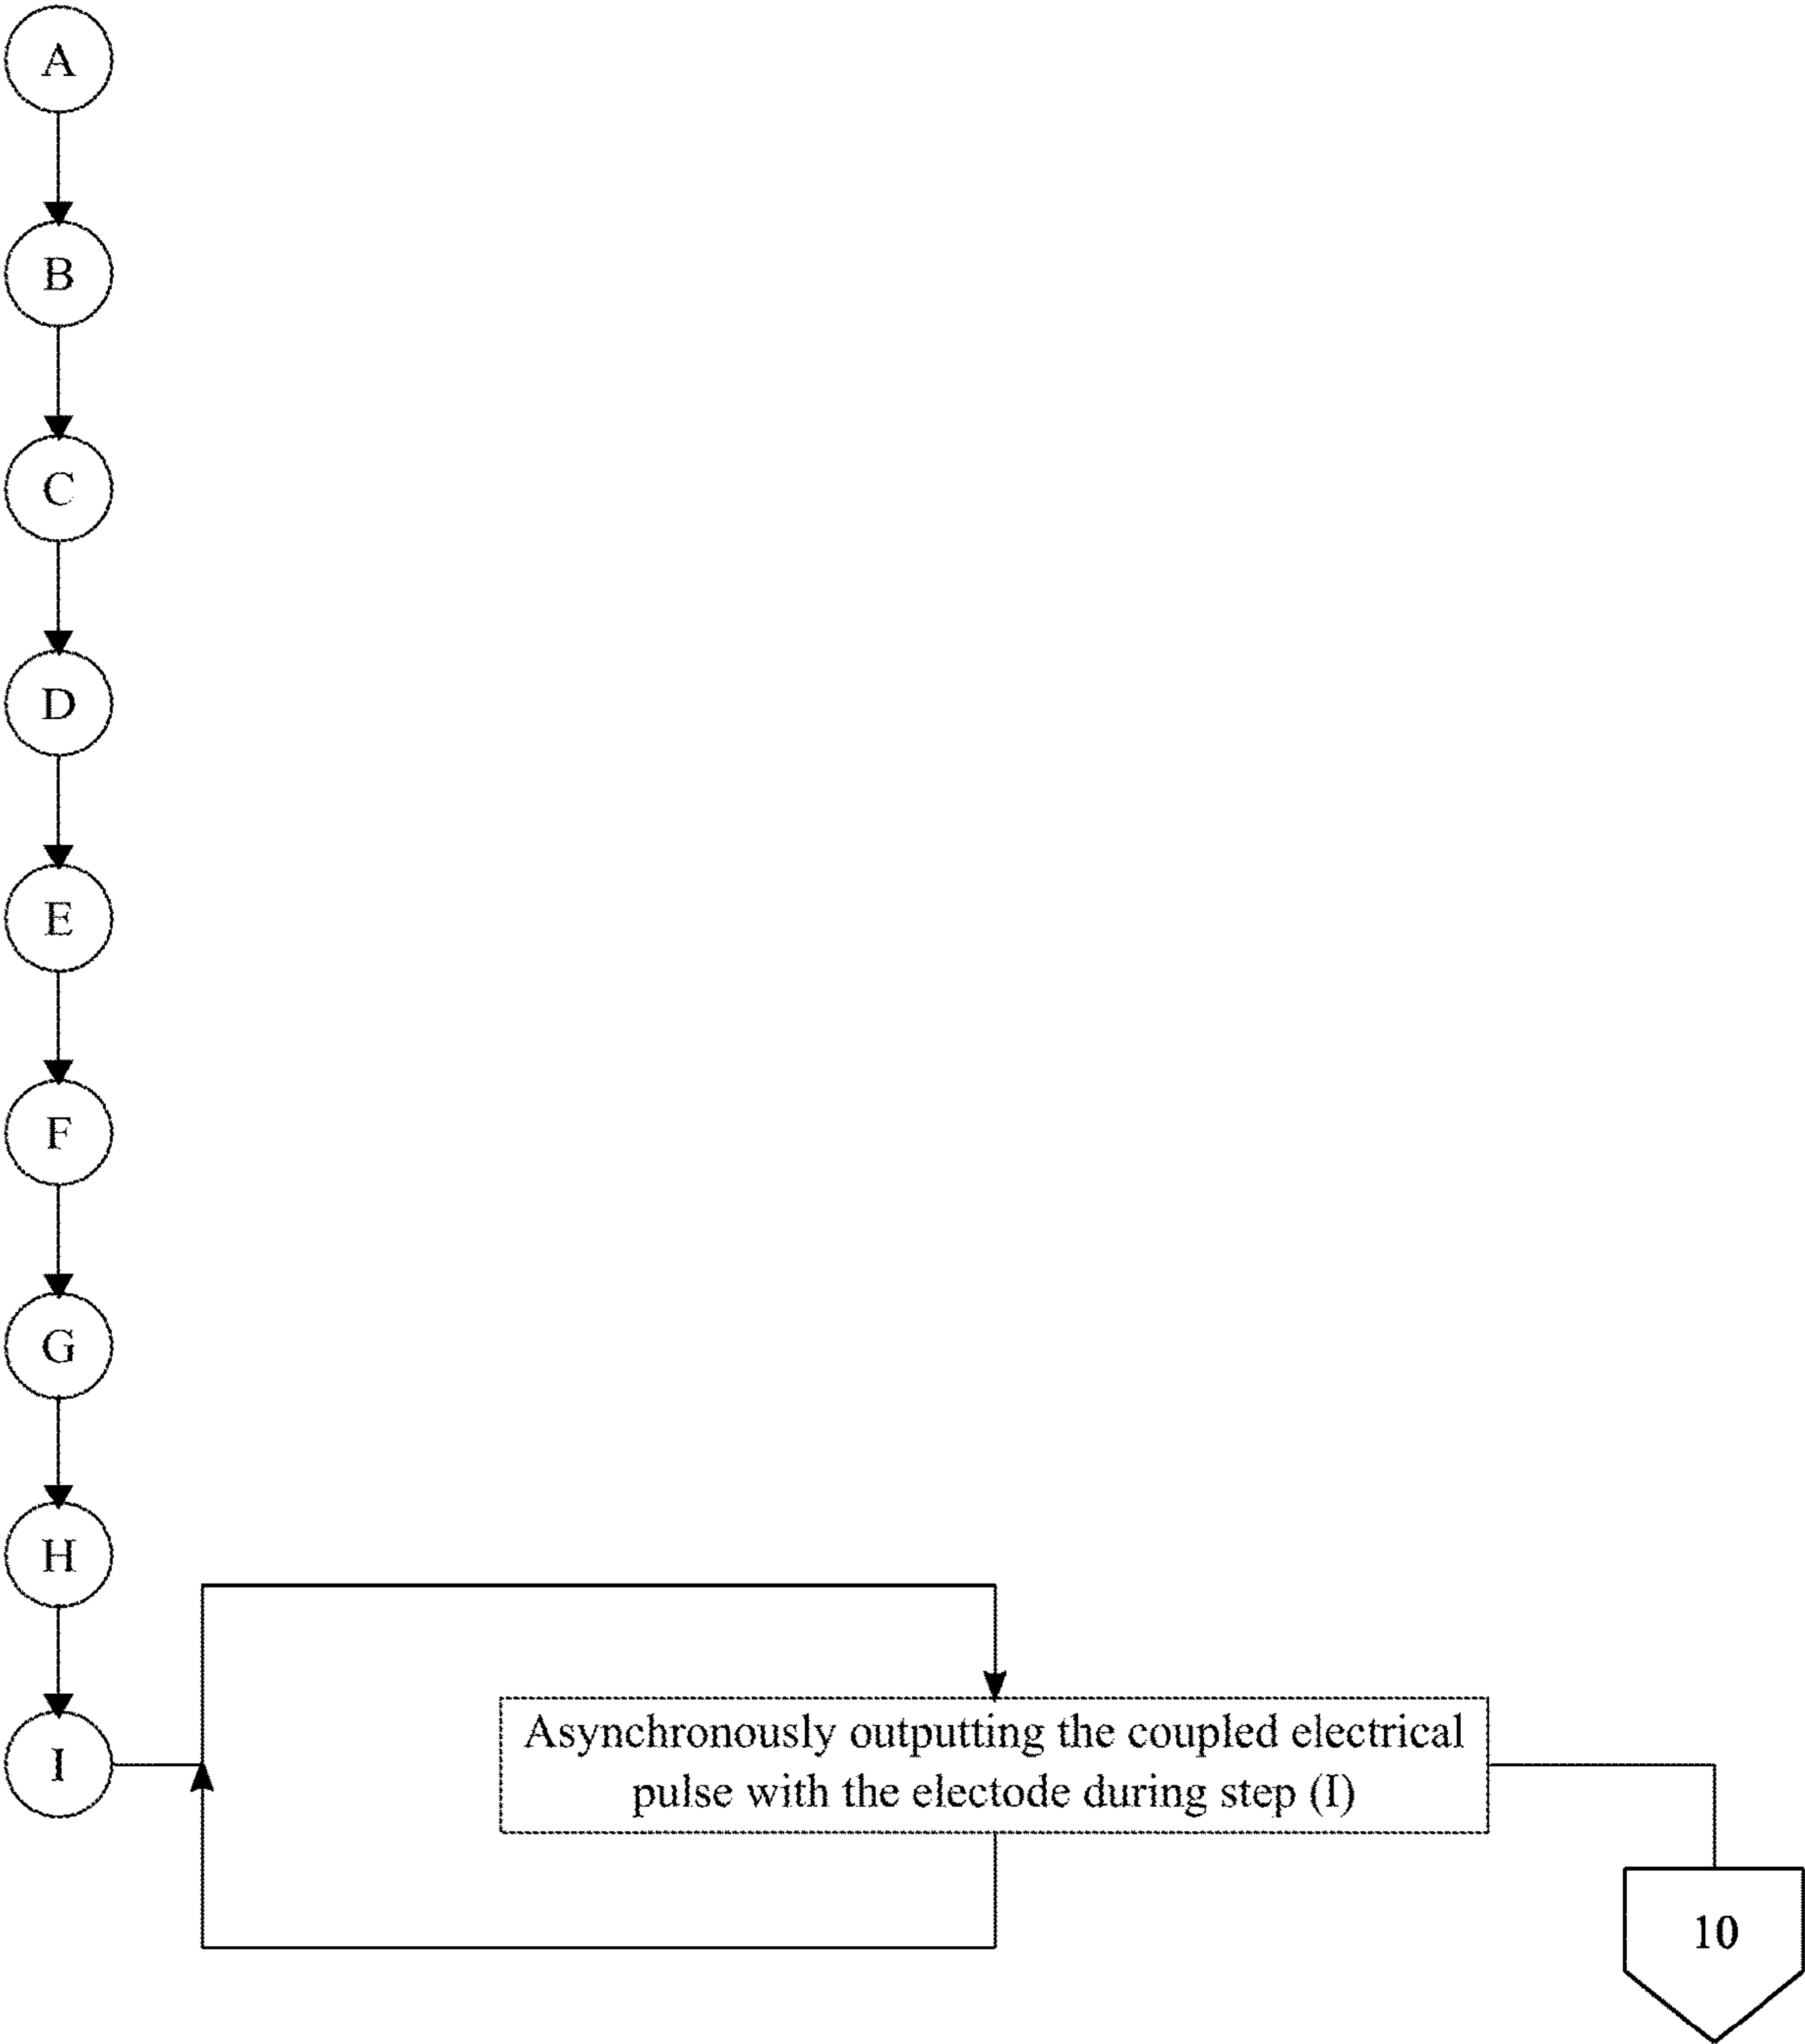 A
B
C
D
E
F
G
H
I
Asynchronously outputting the coupled electrical
pulse with the electode during step (I)
10